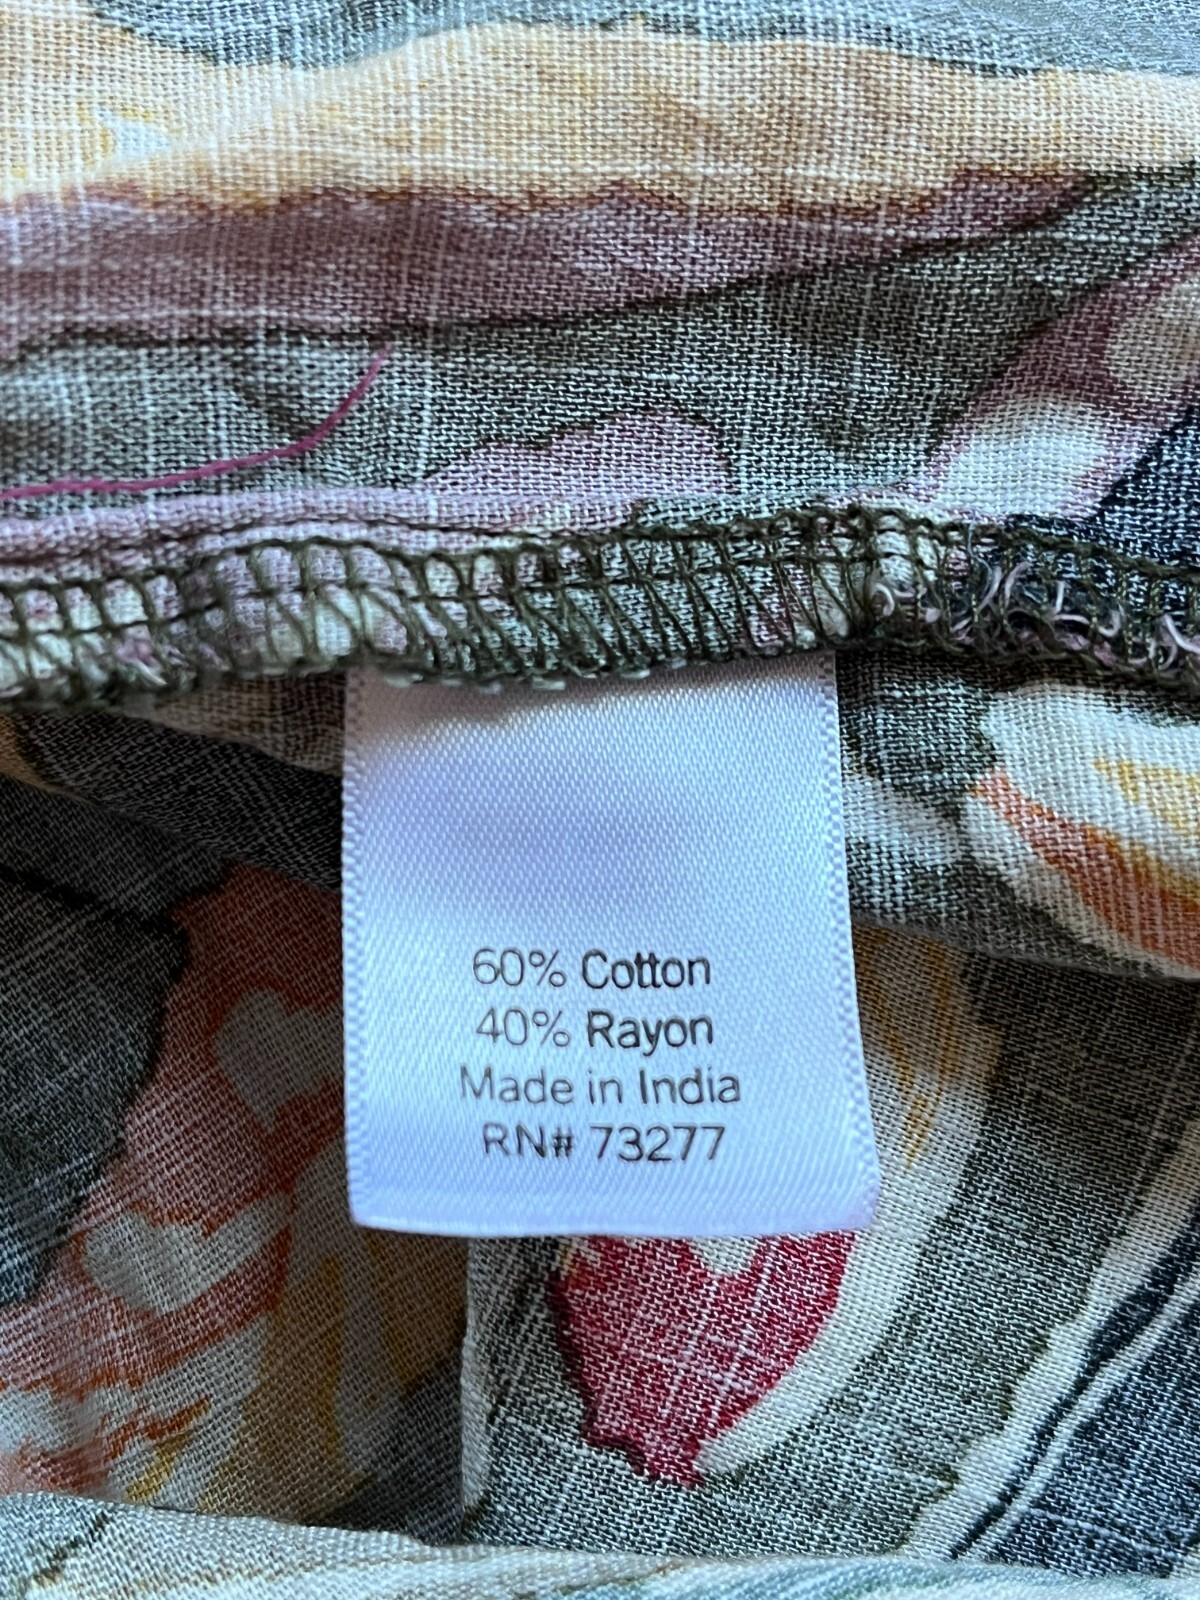 60% Cotton
40% Rayon
Made in India
RN# 73277